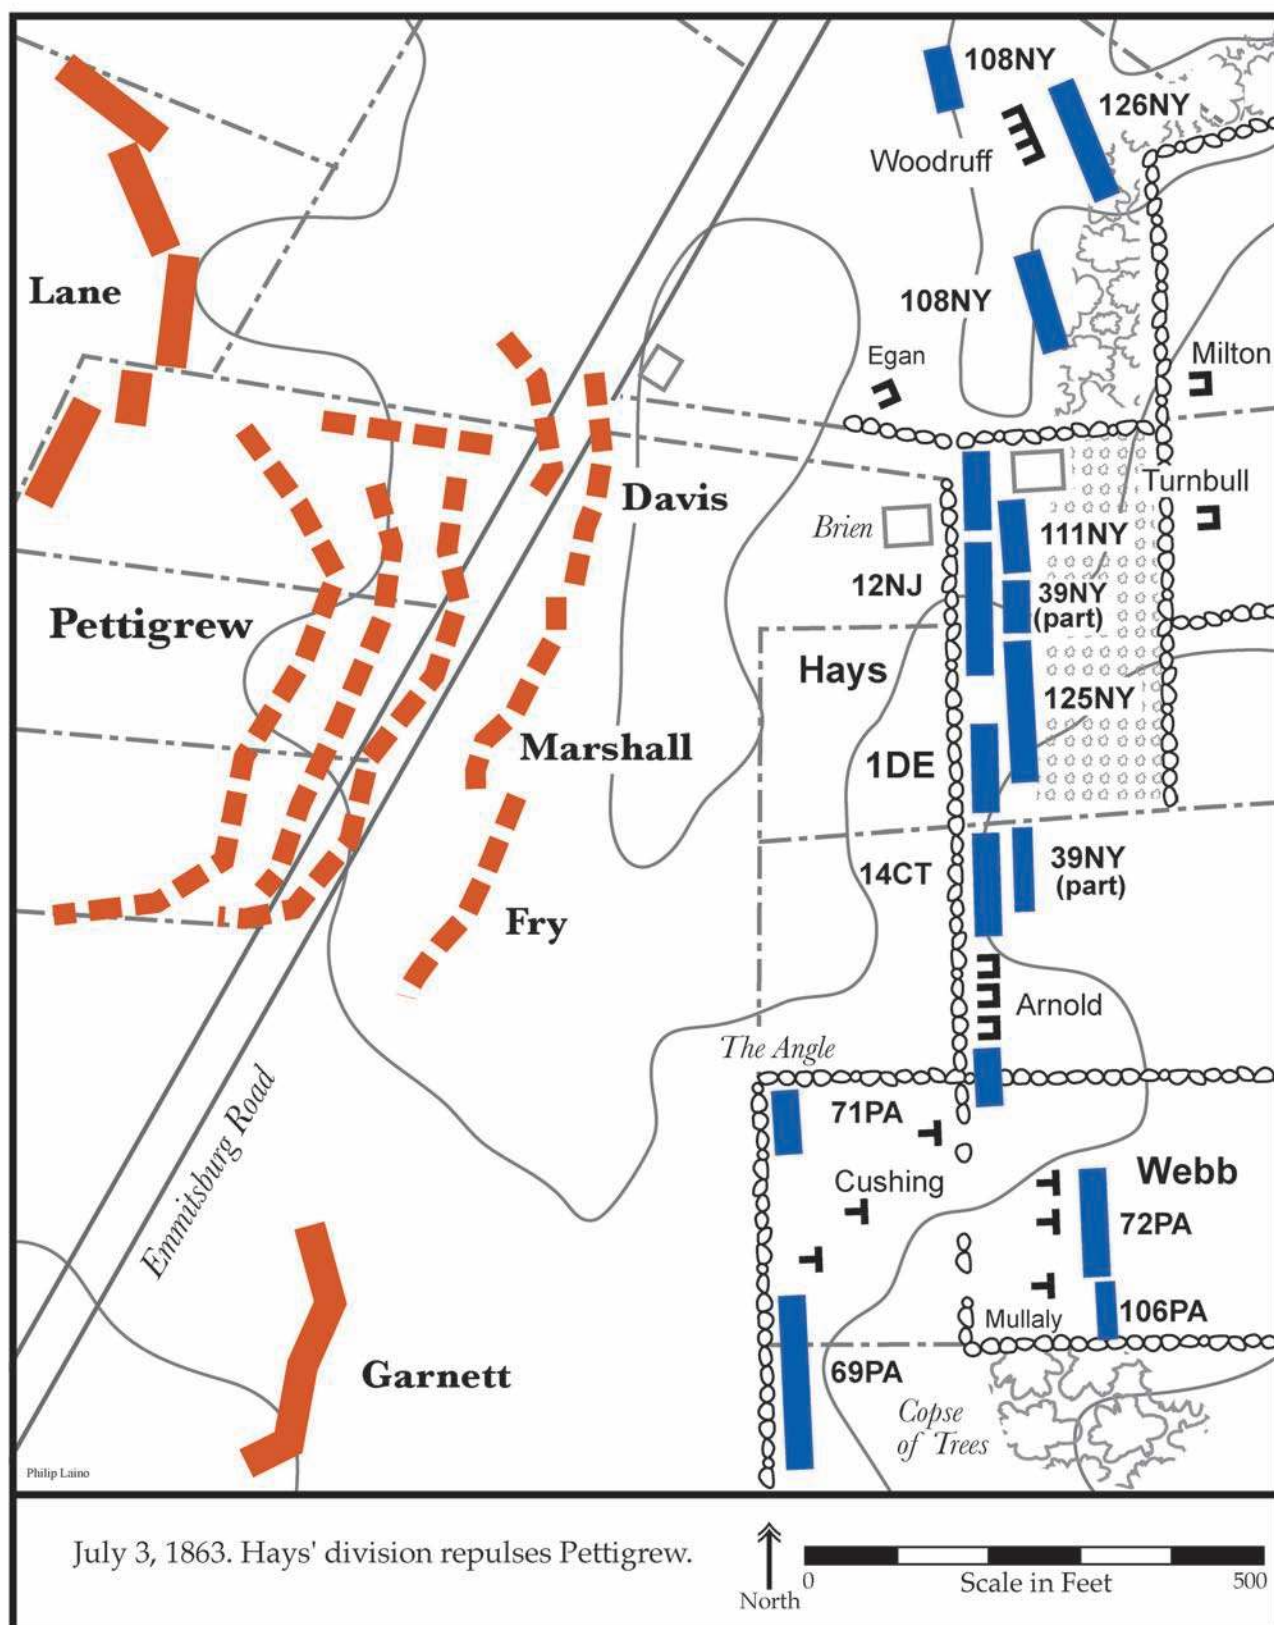 108NY
126NY
Woodruff
Lane
108NY
Egan
Milton
Davis
Turnbull
Brien
111NY
12NJ
39NY
(part)
Pettigrew
Hays
125NY
Marshall
1DE
14CT
39NY
(part)
Fry
Arnold
The Angle
71PA
Emmitsburg Road
Cushing
Webb
72PA
Mullaly
106PA
Garnett
69PA
Copse
of Trees
Philip Laino
July 3, 1863. Hays' division repulses Pettigrew.
North
0
Scale in Feet
500